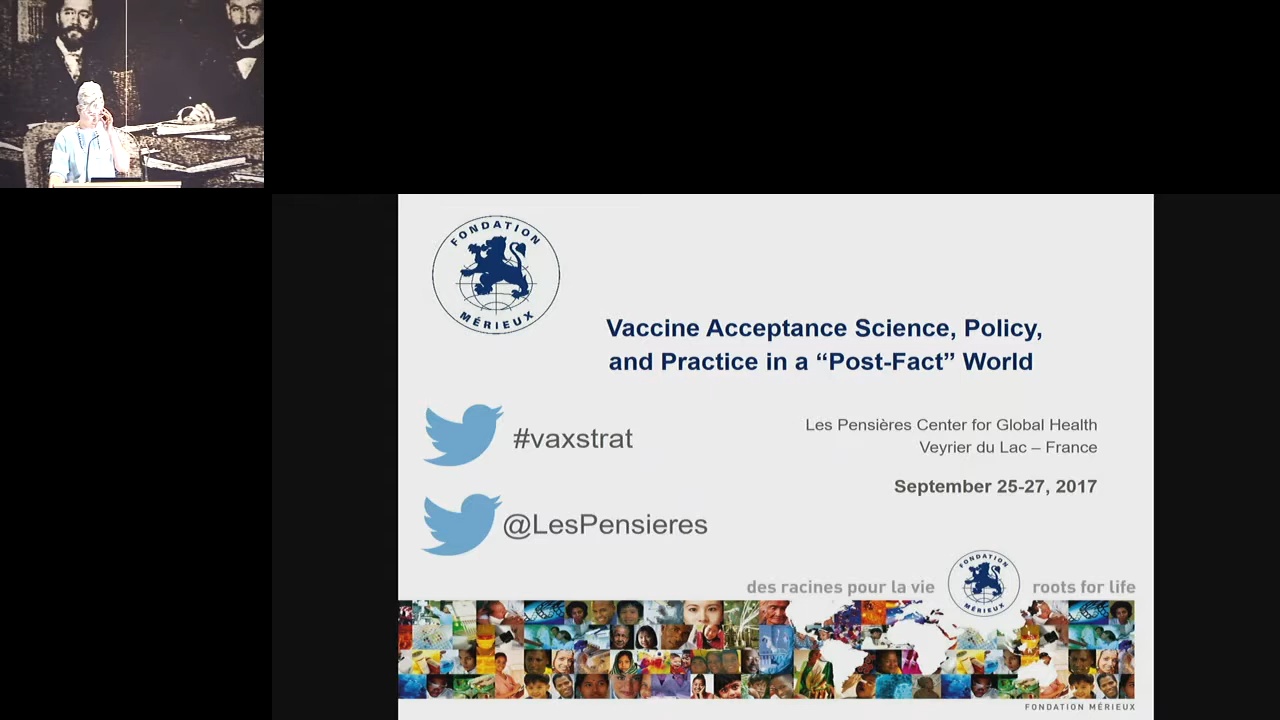 FONDATION
MÉRIEUX
Vaccine Acceptance Science, Policy,
and Practice in a “Post-Fact” World
#vaxstrat
Les Pensières Center for Global Health
Veyrier du Lac – France
September 25-27, 2017
@LesPensieres
des racines pour la vie
FONDATION
MÉRIEUX
roots for life
FONDATION MÉRIEUX